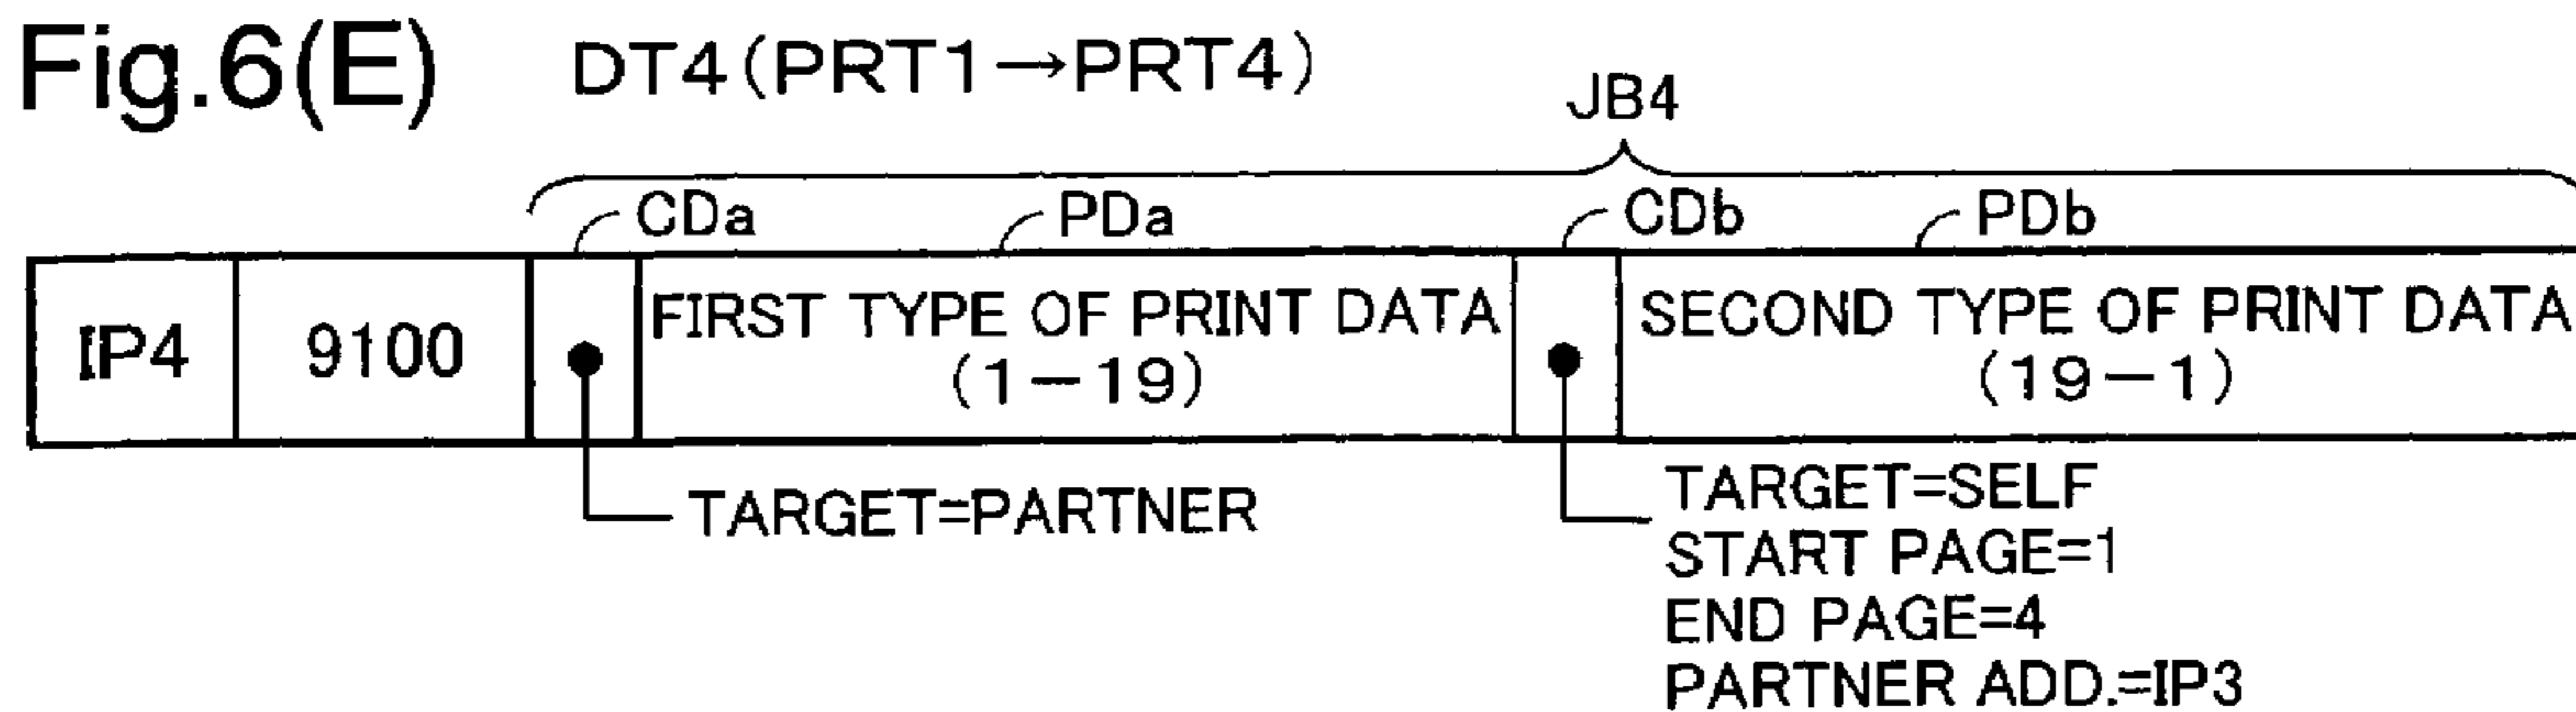 Fig.6(E) DT4(PRT1→PRT4)
JB4
CDa PDa CDb PDb
IP4 9100 FIRST TYPE OF PRINT DATA SECOND TYPE OF PRINT DATA
(1-19) (19-1)
TARGET=PARTNER TARGET=SELF
START PAGE=1
END PAGE=4
PARTNER ADD.=IP3